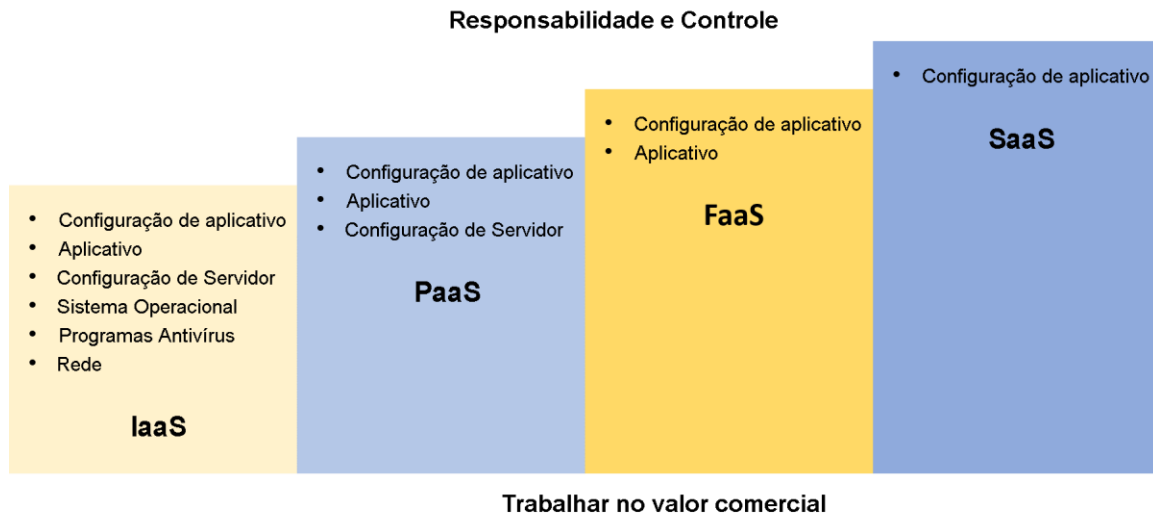 Responsabilidade e Controle
• Configuração de aplicativo
• Aplicativo
• Configuração de Servidor
• Sistema Operacional
• Programas Antivírus
• Rede
IaaS
• Configuração de aplicativo
• Aplicativo
• Configuração de Servidor
PaaS
• Configuração de aplicativo
• Aplicativo
FaaS
• Configuração de aplicativo
SaaS
Trabalhar no valor comercial